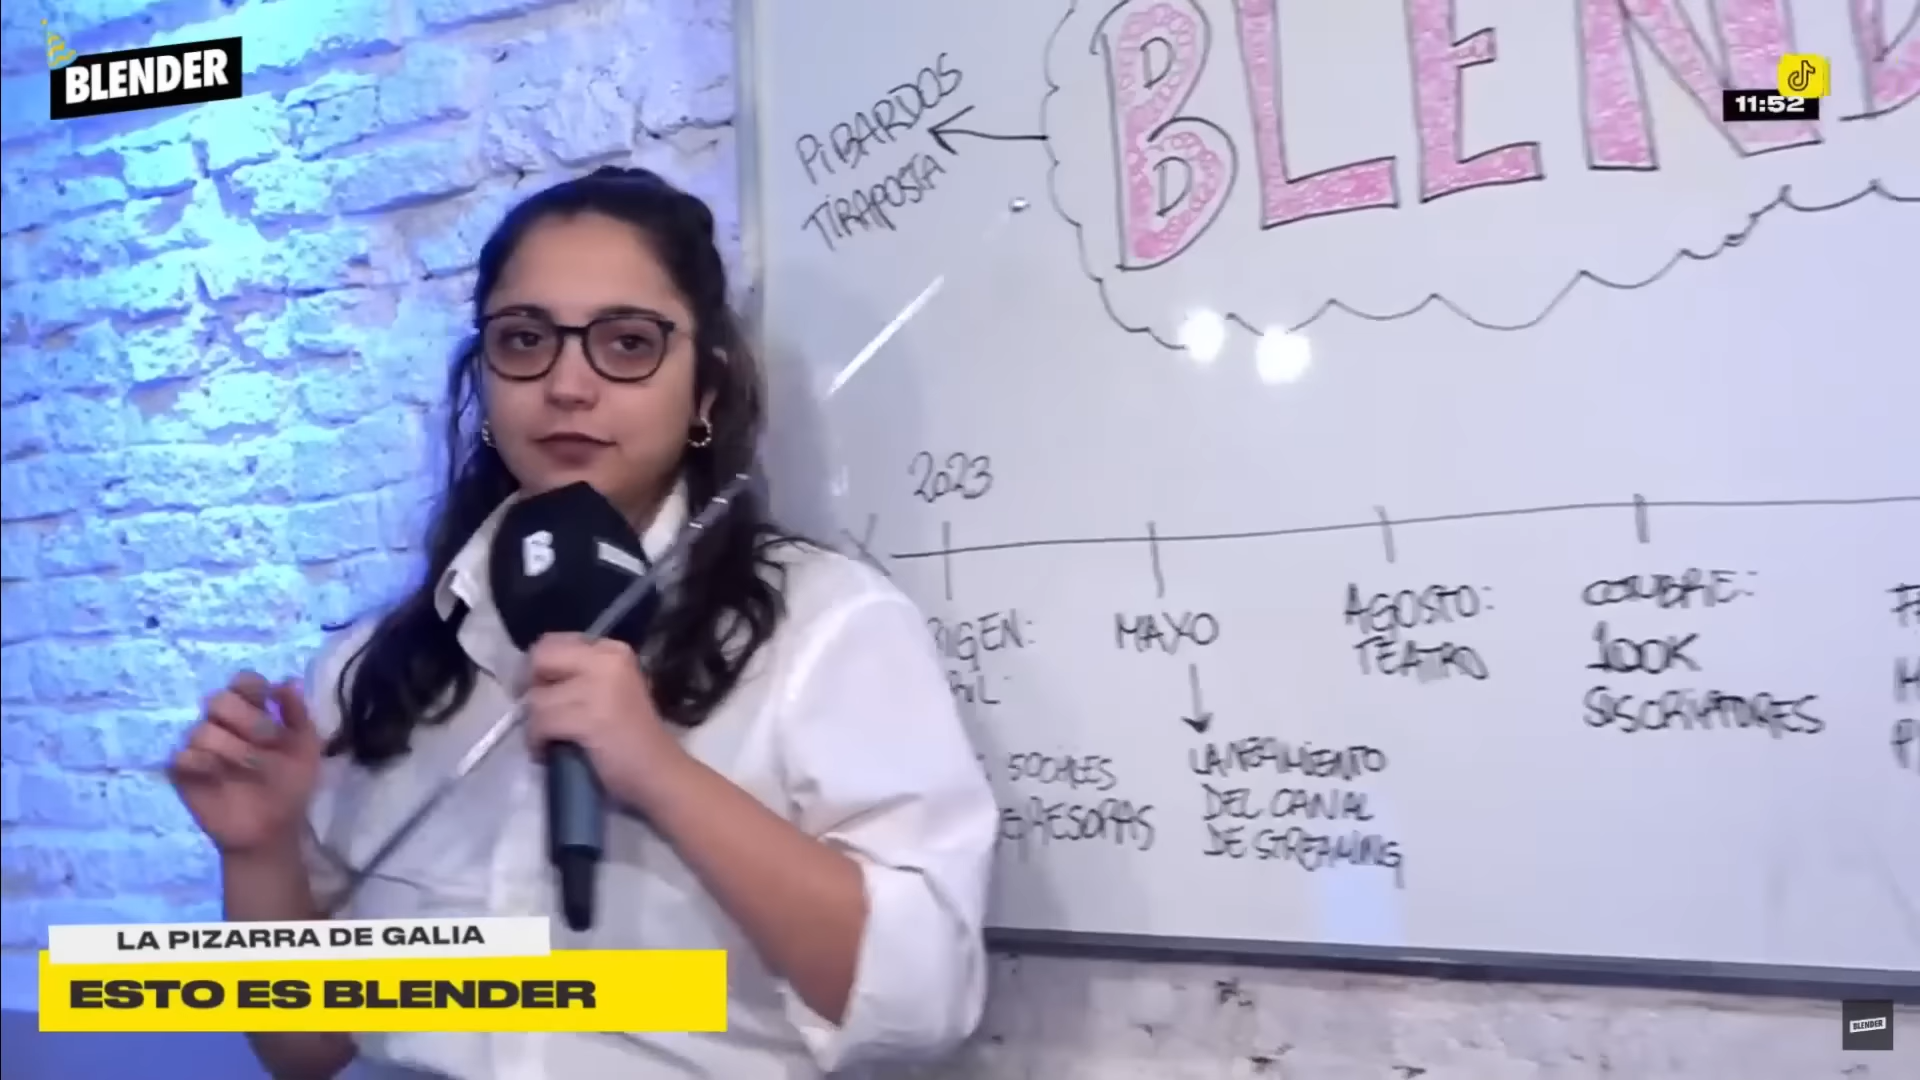 BLENDER
BLEND
11:52
PIBARDOS
TIRAPOSTA
2023
MAYO
LANZAMIENTO
DEL CANAL
DE STREAMING
AGOSTO:
TEATRO
OCTUBRE:
100K
SUSCRIPTORES
B
LA PIZARRA DE GALIA
ESTO ES BLENDER
BLENDER